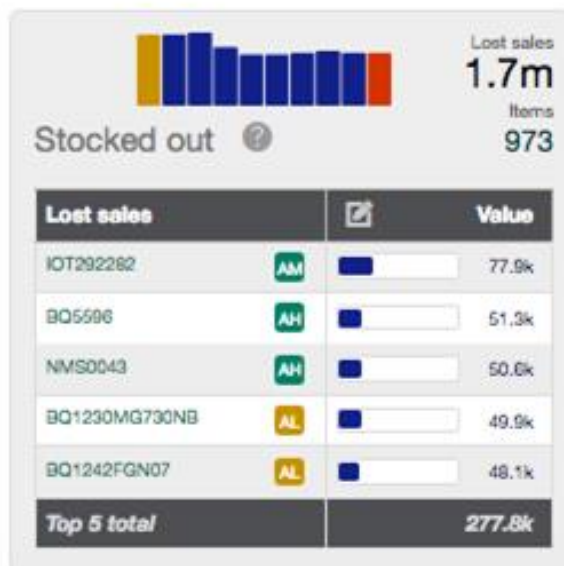 Lost sales
1.7m
Items
Stocked out ?
973
Lost sales Value
IOT292282 AM 77.9k
BQ5596 AH 51.3k
NMS0043 AH 50.6k
BQ1230MG730NB AL 49.9k
BQ1242FGN07 AL 48.1k
Top 5 total 277.8k